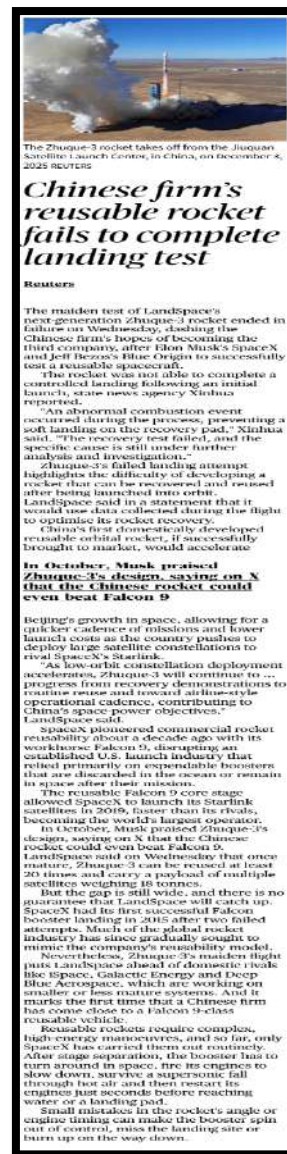 The Zhuque-3 rocket takes off from the Jiuquan
Satellite Launch Center, in China, on December 3,
2025 REUTERS
Chinese firm's
reusable rocket
fails to complete
landing test
Reuters
The maiden test of LandSpace's
next-generation Zhuque-3 rocket ended in
failure on Wednesday, dashing the
Chinese firm's hopes of becoming the
third company, after Elon Musk's SpaceX
and Jeff Bezos's Blue Origin to successfully
test a reusable spacecraft.
The rocket was not able to complete a
controlled landing following an initial
launch, state news agency Xinhua
reported.
"An abnormal combustion event
occurred during the process, preventing a
soft landing on the recovery pad," Xinhua
said. "The recovery test failed, and the
specific cause is still under further
analysis and investigation."
Zhuque-3's failed landing attempt
highlights the difficulty of developing a
rocket that can be recovered and reused
after being launched into orbit.
LandSpace said in a statement that it
would use data collected during the flight
to optimise its rocket recovery.
China's first domestically developed
reusable orbital rocket, if successfully
brought to market, would accelerate
In October, Musk praised
Zhuque-3's design, saying on X
that the Chinese rocket could
even beat Falcon 9
Beijing's growth in space, allowing for a
quicker cadence of missions and lower
launch costs as the country pushes to
deploy large satellite constellations to
rival SpaceX's Starlink.
"As low-orbit constellation deployment
accelerates, Zhuque-3 will continue to ...
progress from recovery demonstrations to
routine reuse and toward airline-style
operational cadence, contributing to
China's space-power objectives,"
LandSpace said.
SpaceX pioneered commercial rocket
reusability about a decade ago with its
workhorse Falcon 9, disrupting an
established U.S. launch industry that
relied primarily on expendable boosters
that are discarded in the ocean or remain
in space after their mission.
The reusable Falcon 9 core stage
allowed SpaceX to launch its Starlink
satellites in 2019, faster than its rivals,
becoming the world's largest operator.
In October, Musk praised Zhuque-3's
design, saying on X that the Chinese
rocket could even beat Falcon 9.
LandSpace said on Wednesday that once
mature, Zhuque-3 can be reused at least
20 times and carry a payload of multiple
satellites weighing 18 tonnes.
But the gap is still wide, and there is no
guarantee that LandSpace will catch up.
SpaceX had its first successful Falcon
booster landing in 2015 after two failed
attempts. Much of the global rocket
industry has since gradually sought to
mimic the company's reusability model.
Nevertheless, Zhuque-3's maiden flight
puts LandSpace ahead of domestic rivals
like iSpace, Galactic Energy and Deep
Blue Aerospace, which are working on
smaller or less mature systems. And it
marks the first time that a Chinese firm
has come close to a Falcon 9-class
reusable vehicle.
Reusable rockets require complex,
high-energy manoeuvres, and so far, only
SpaceX has carried them out routinely.
After stage separation, the booster has to
turn around in space, fire its engines to
slow down, survive a supersonic fall
through hot air and then restart its
engines just seconds before reaching
water or a landing pad.
Small mistakes in the rocket's angle or
engine timing can make the booster spin
out of control, miss the landing site or
burn up on the way down.